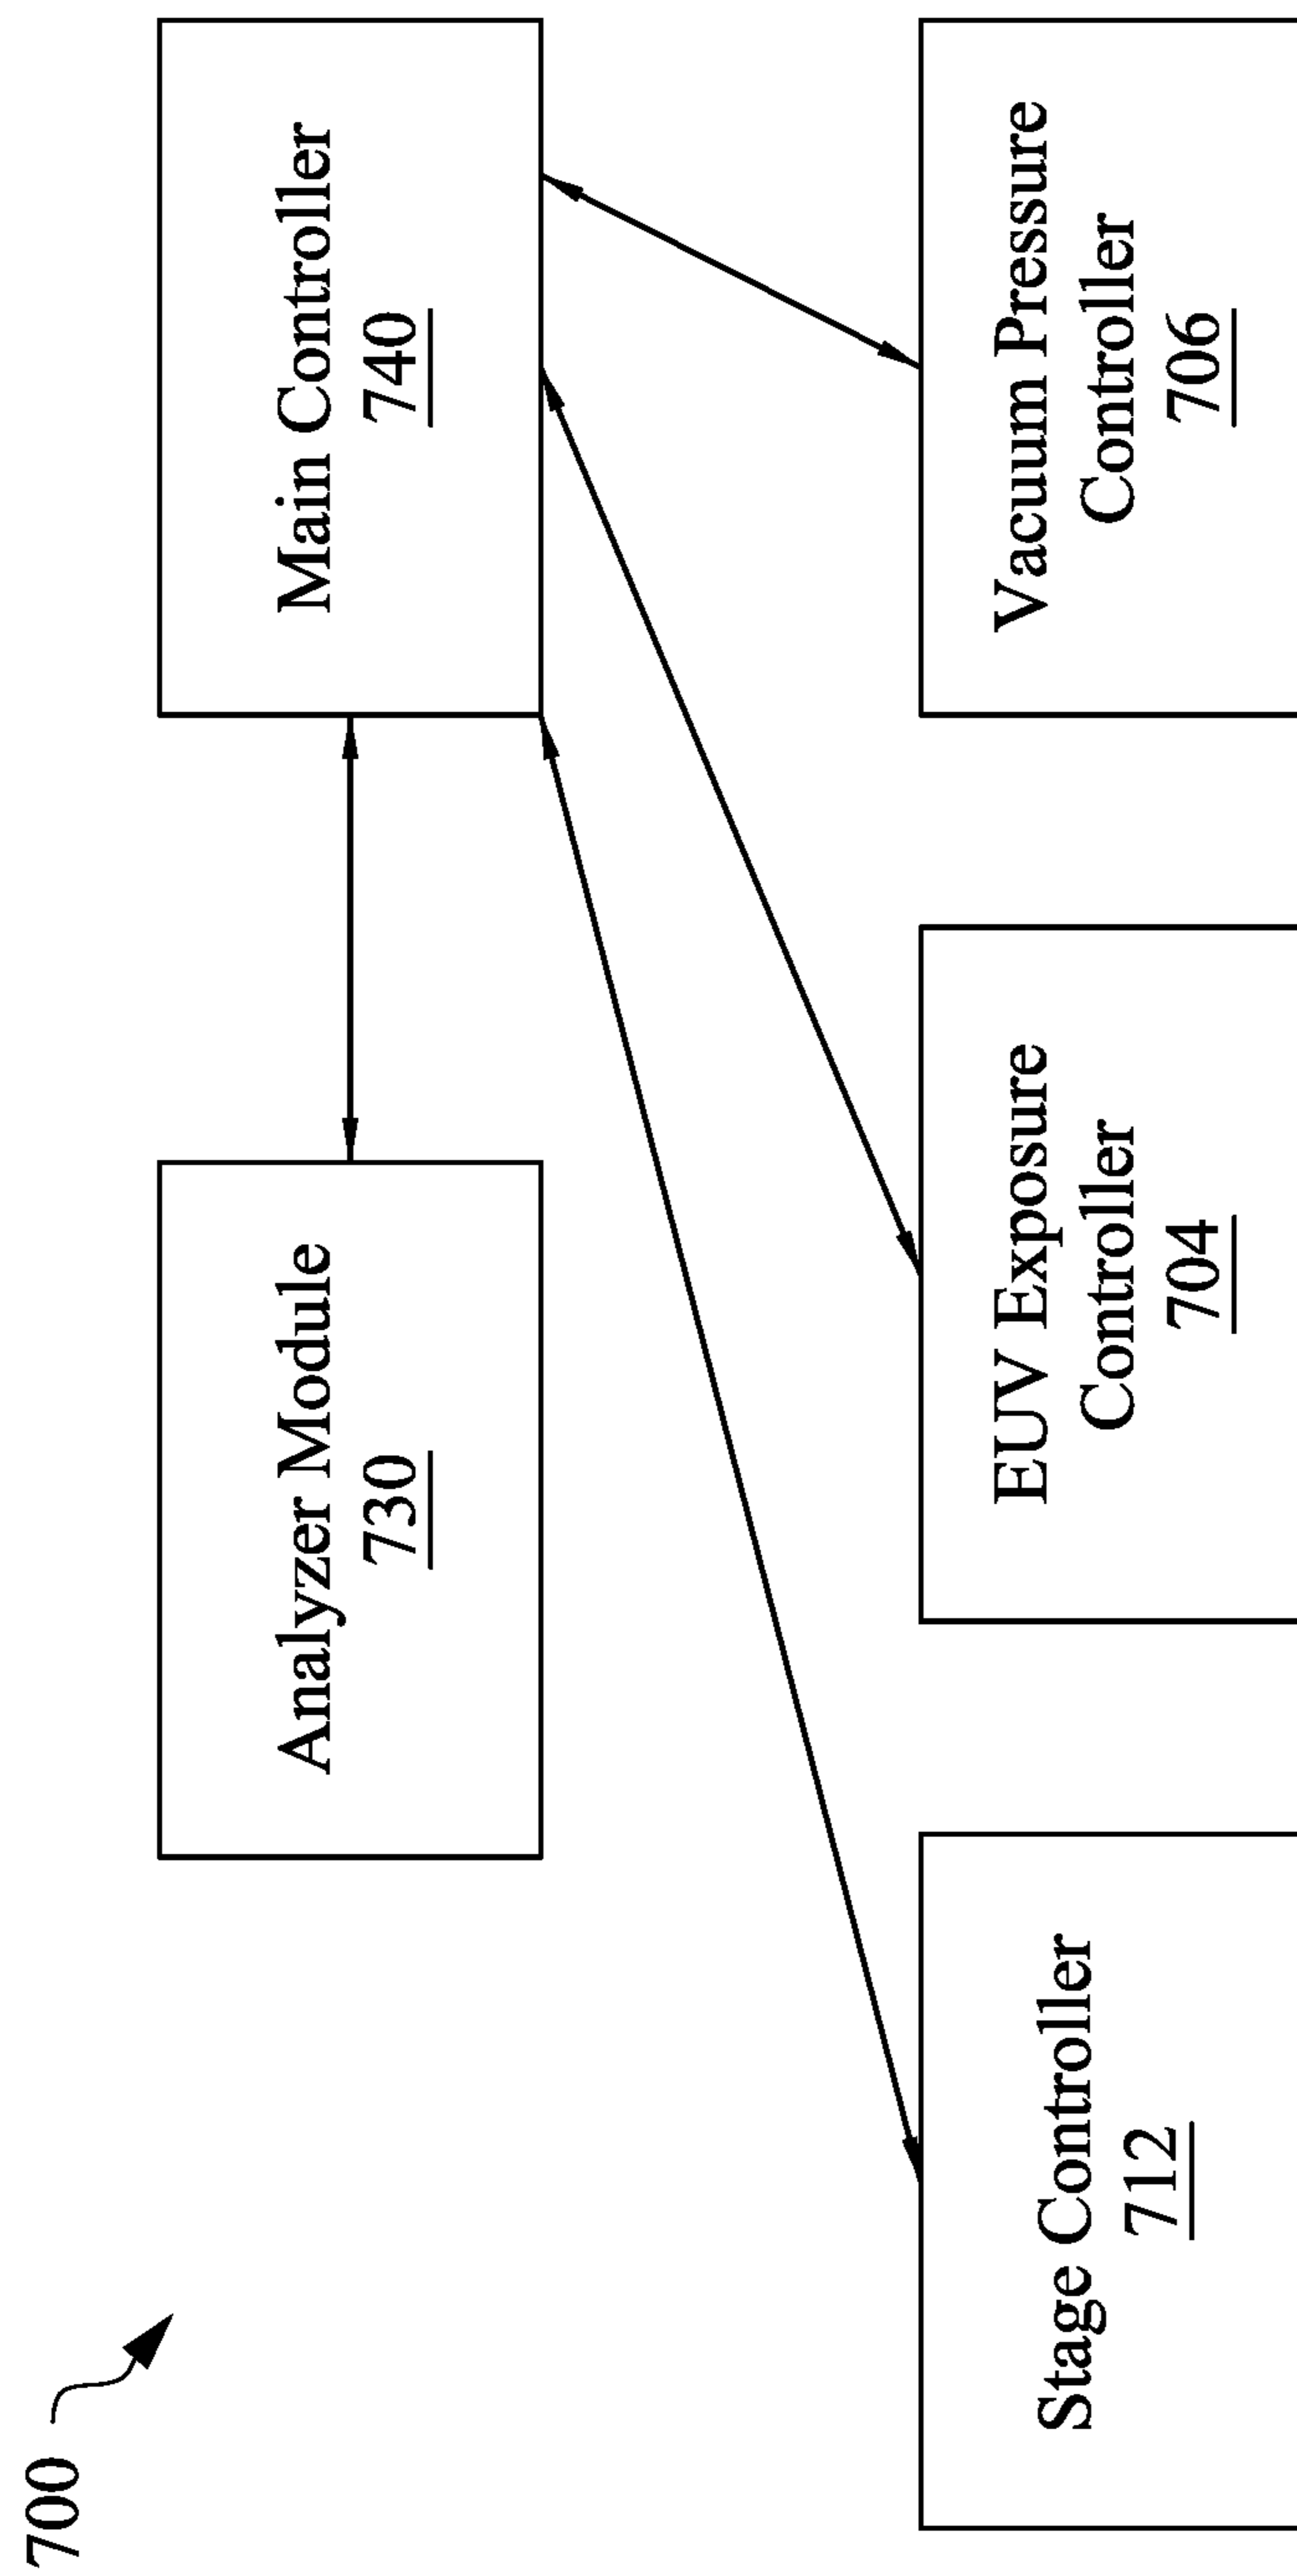 700
Analyzer Module
730
Main Controller
740
Stage Controller
712
EUV Exposure
Controller
704
Vacuum Pressure
Controller
706